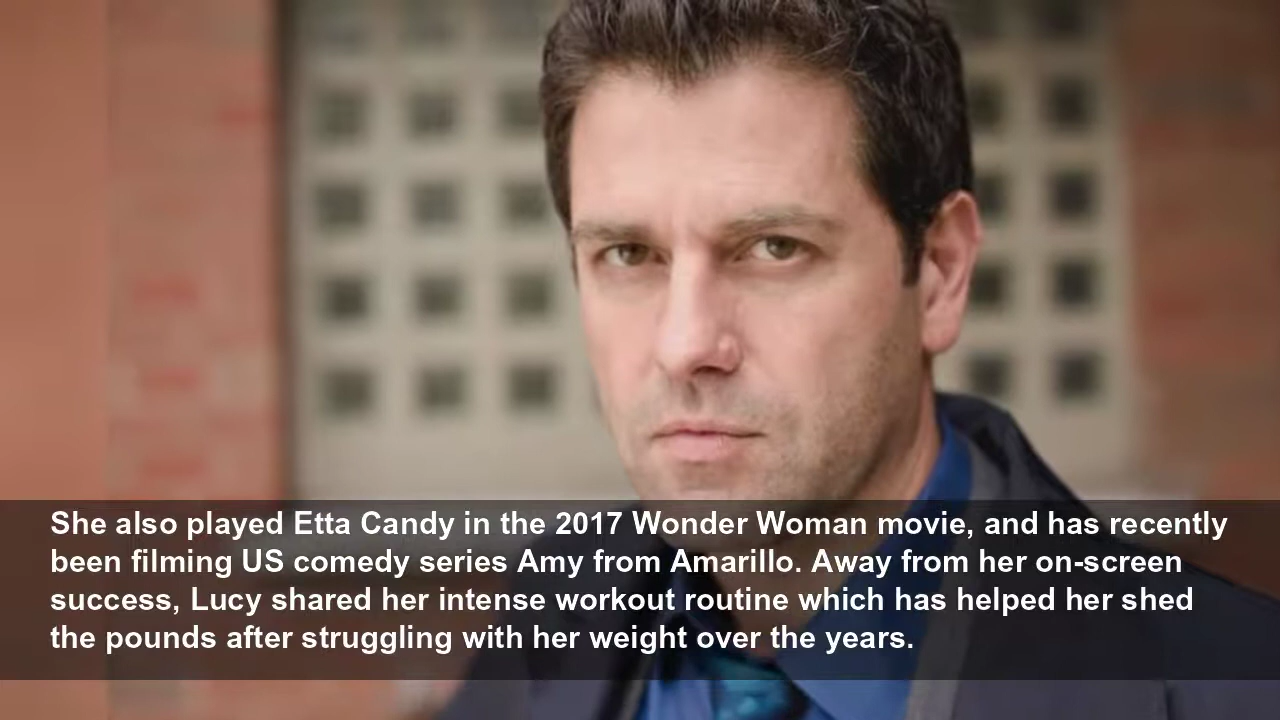 She also played Etta Candy in the 2017 Wonder Woman movie, and has recently
been filming US comedy series Amy from Amarillo. Away from her on-screen
success, Lucy shared her intense workout routine which has helped her shed
the pounds after struggling with her weight over the years.